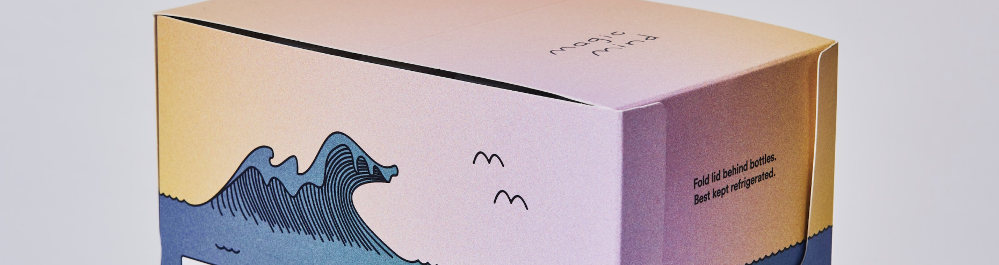 magic
mind
Fold lid behind bottles.
Best kept refrigerated.